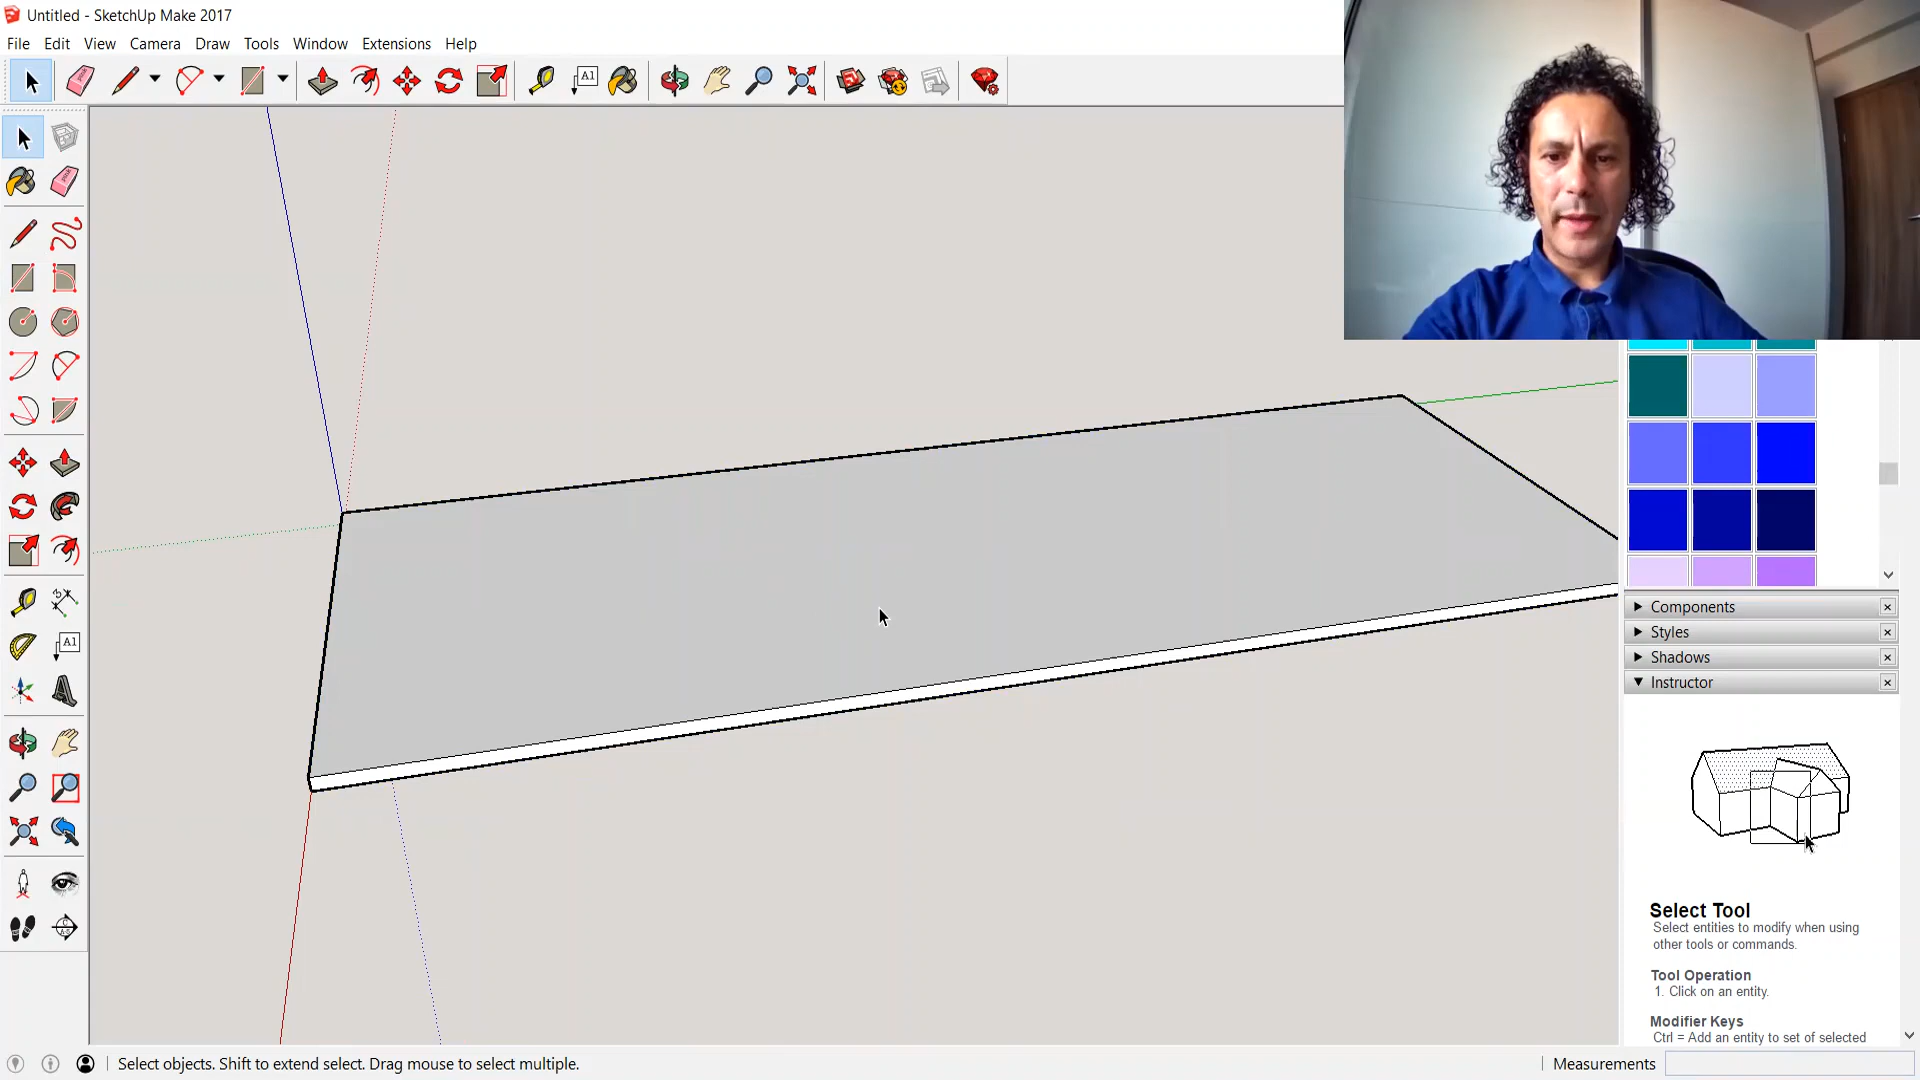 Untitled - SketchUp Make 2017
File Edit View Camera Draw Tools Window Extensions Help
A1
A1
Components
Styles
Shadows
Instructor
Select Tool
Select entities to modify when using
other tools or commands.
Tool Operation
1. Click on an entity.
Modifier Keys
Ctrl = Add an entity to set of selected
Select objects. Shift to extend select. Drag mouse to select multiple.
Measurements